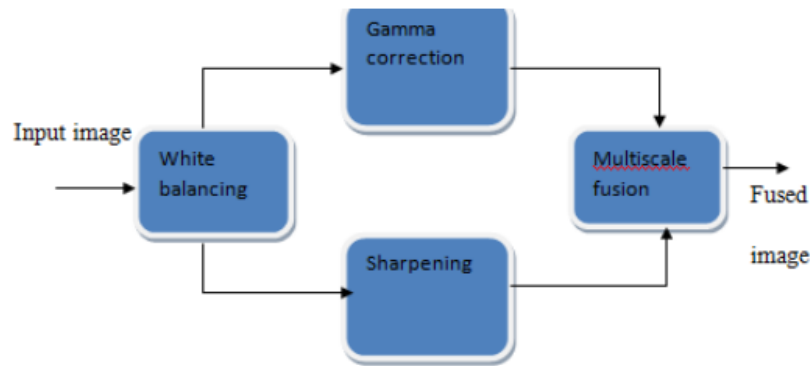 Gamma
correction
Input image
White
balancing
Multiscale
fusion
Fused
image
Sharpening